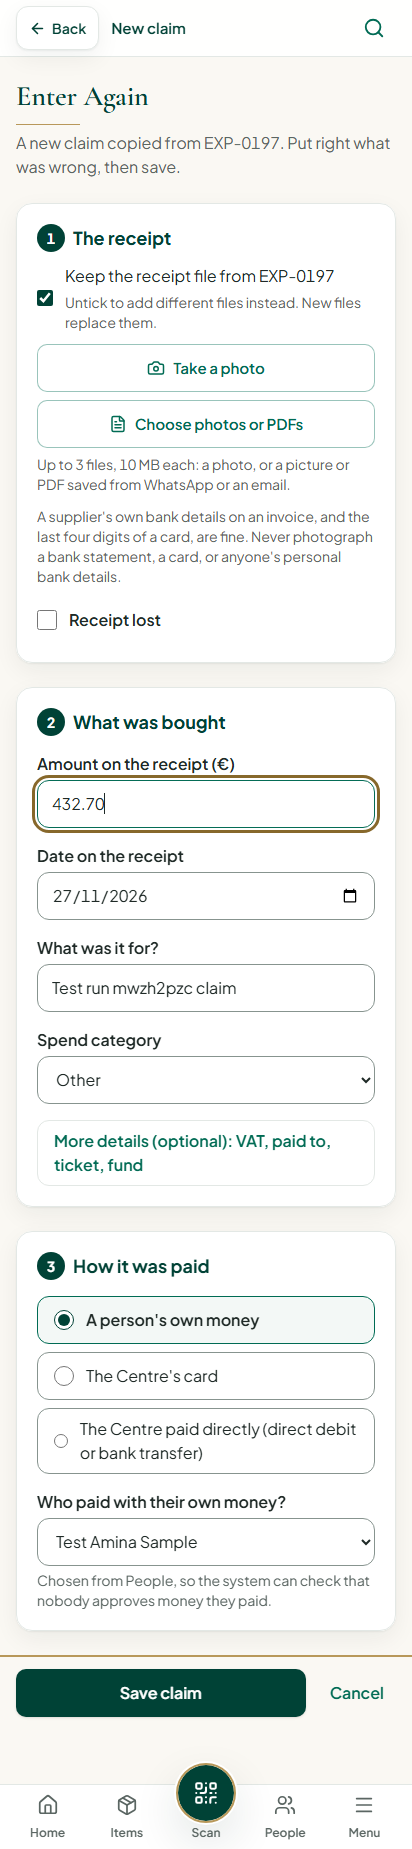 Back New claim
Enter Again
A new claim copied from EXP-0197. Put right what
was wrong, then save.
1 The receipt
Keep the receipt file from EXP-0197
Untick to add different files instead. New files
replace them.
Take a photo
Choose photos or PDFs
Up to 3 files, 10 MB each: a photo, or a picture or
PDF saved from WhatsApp or an email.
A supplier's own bank details on an invoice, and the
last four digits of a card, are fine. Never photograph
a bank statement, a card, or anyone's personal
bank details.
Receipt lost
2 What was bought
Amount on the receipt (€)
432.70
Date on the receipt
27/11/2026
What was it for?
Test run mwzh2pzc claim
Spend category
Other
More details (optional): VAT, paid to,
ticket, fund
3 How it was paid
A person's own money
The Centre's card
The Centre paid directly (direct debit
or bank transfer)
Who paid with their own money?
Test Amina Sample
Chosen from People, so the system can check that
nobody approves money they paid.
Save claim Cancel
Home Items Scan People Menu